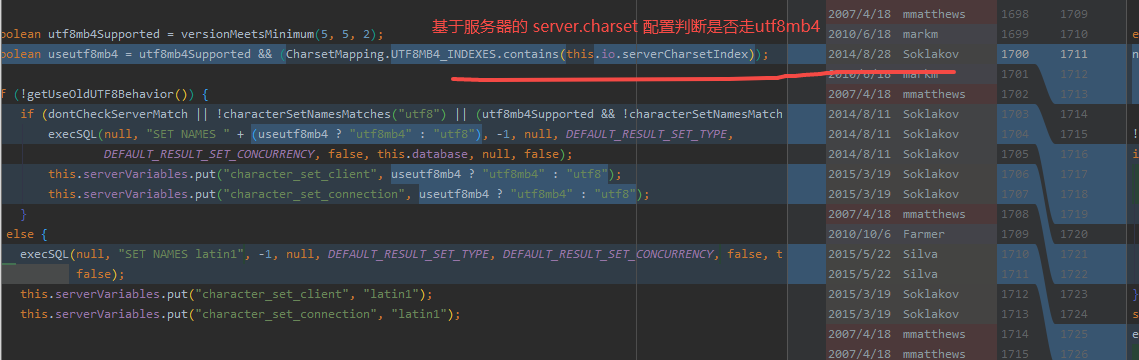 基于服务器的 server.charset 配置判断是否走utf8mb4 2007/4/18 mmatthews 1698 1709
oolean utf8mb4Supported = versionMeetsMinimum(5, 5, 2); 2010/6/18 markm 1699 1710 e
oolean useutf8mb4 = utf8mb4Supported && (CharsetMapping.UTF8MB4_INDEXES.contains(this.io.serverCharsetIndex)); 2014/8/28 Soklakov 1700 1711 n
2010/6/18 markm 1701 1712
f (!getUseOldUTF8Behavior()) { 2007/4/18 mmatthews 1702 1713
if (dontCheckServerMatch || !characterSetNamesMatches("utf8") || (utf8mb4Supported && !characterSetNamesMatch 2014/8/11 Soklakov 1703 1714
execSQL(null, "SET NAMES " + (useutf8mb4 ? "utf8mb4" : "utf8"), -1, null, DEFAULT_RESULT_SET_TYPE, 2014/8/11 Soklakov 1704 1715 !
DEFAULT_RESULT_SET_CONCURRENCY, false, this.database, null, false); 2014/8/11 Soklakov 1705 1716 i
this.serverVariables.put("character_set_client", useutf8mb4 ? "utf8mb4" : "utf8"); 2015/3/19 Soklakov 1706 1717
this.serverVariables.put("character_set_connection", useutf8mb4 ? "utf8mb4" : "utf8"); 2015/3/19 Soklakov 1707 1718
} 2007/4/18 mmatthews 1708 1719
else { 2010/10/6 Farmer 1709 1720
execSQL(null, "SET NAMES latin1", -1, null, DEFAULT_RESULT_SET_TYPE, DEFAULT_RESULT_SET_CONCURRENCY, false, t 2015/5/22 Silva 1710 1721
false); 2015/5/22 Silva 1711 1722
this.serverVariables.put("character_set_client", "latin1"); 2015/3/19 Soklakov 1712 1723 }
this.serverVariables.put("character_set_connection", "latin1"); 2015/3/19 Soklakov 1713 1724 s
2007/4/18 mmatthews 1714 1725 e
2007/4/18 mmatthews 1715 1726